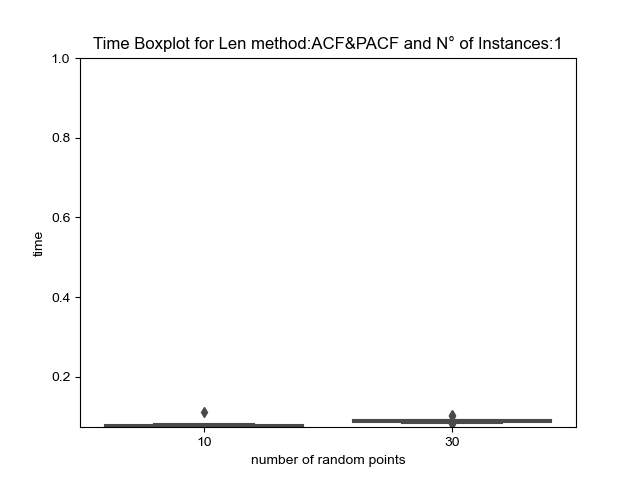 Time Boxplot for Len method:ACF&PACF and N° of Instances:1
1.0
0.8
0.6
0.4
0.2
time
10 30
number of random points